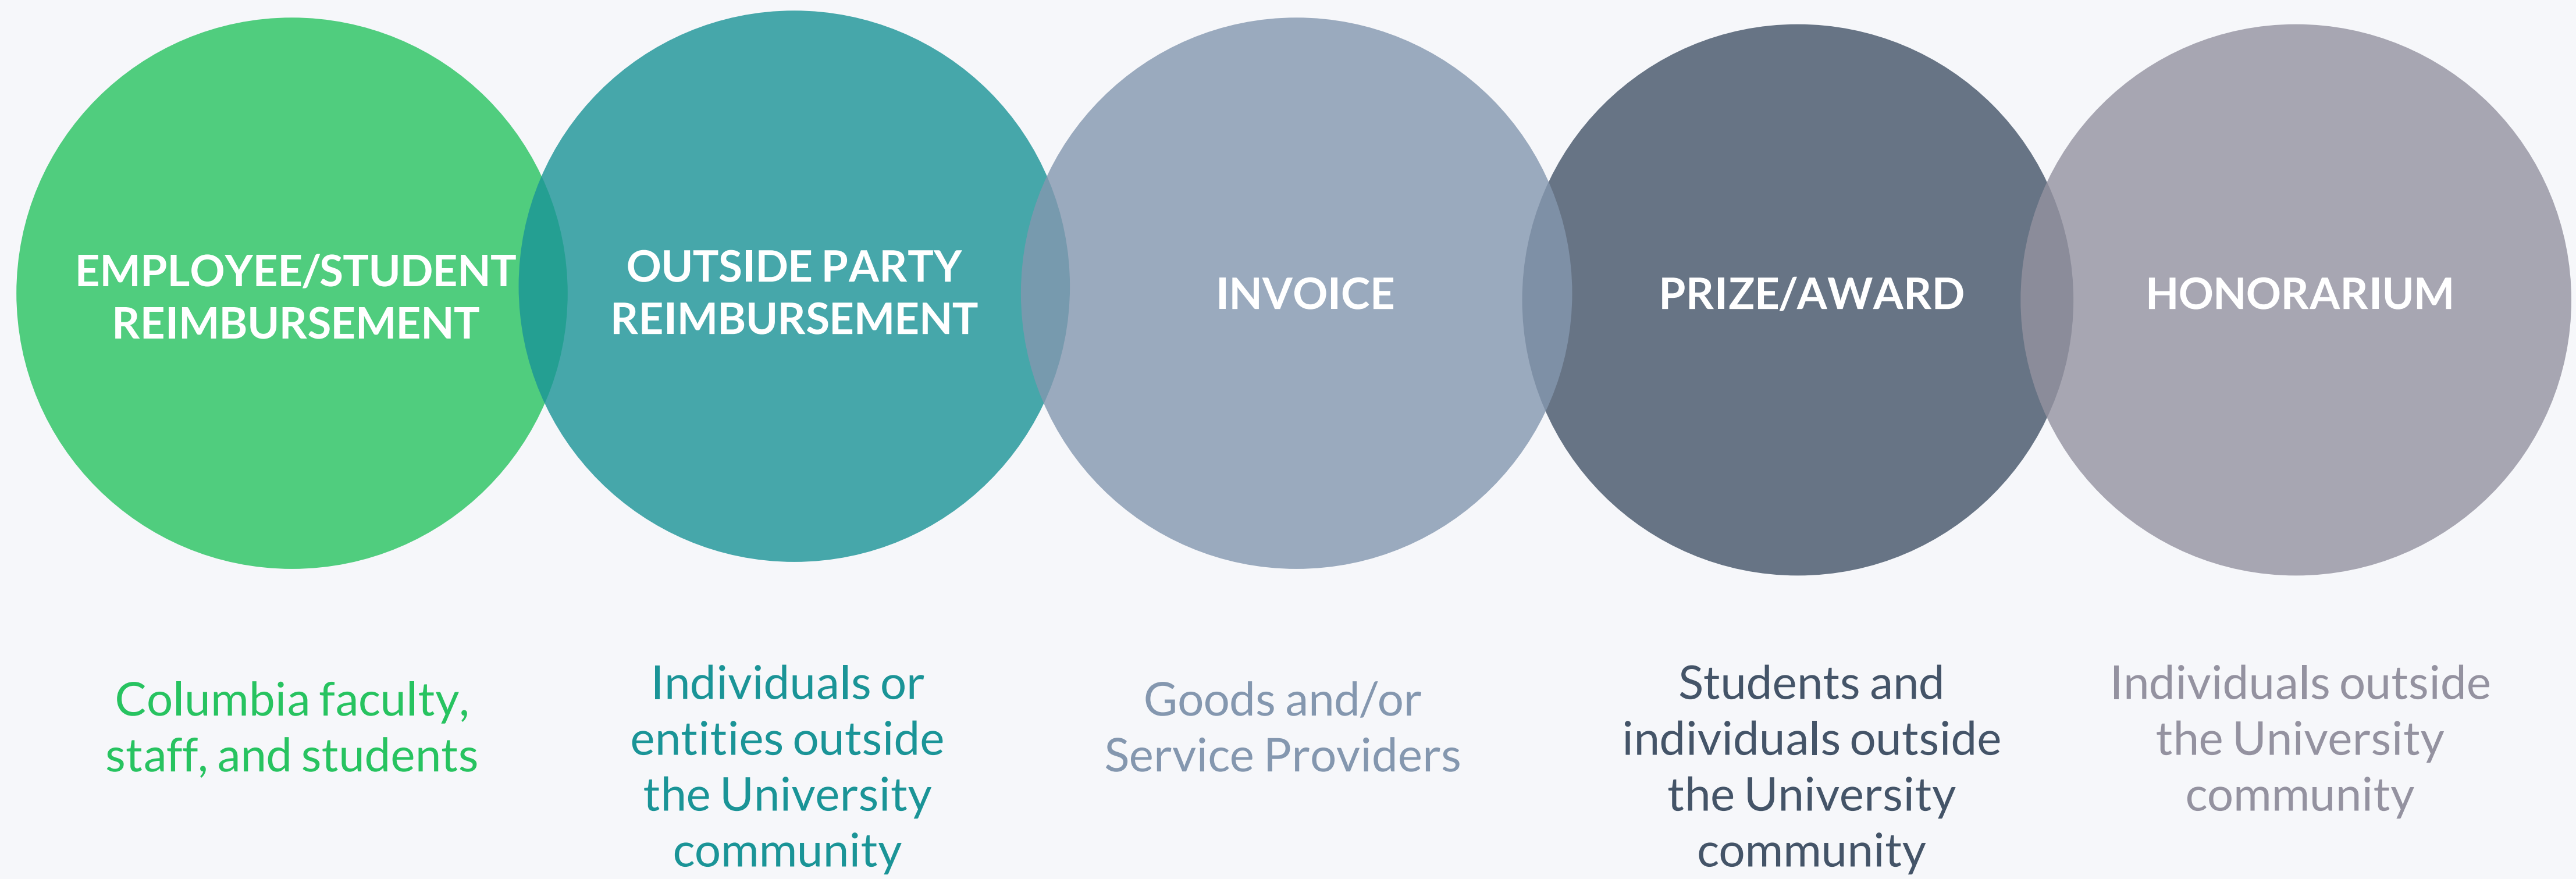 EMPLOYEE/STUDENT
REIMBURSEMENT
OUTSIDE PARTY
REIMBURSEMENT
INVOICE
PRIZE/AWARD
HONORARIUM
Columbia faculty,
staff, and students
Individuals or
entities outside
the University
community
Goods and/or
Service Providers
Students and
individuals outside
the University
community
Individuals outside
the University
community